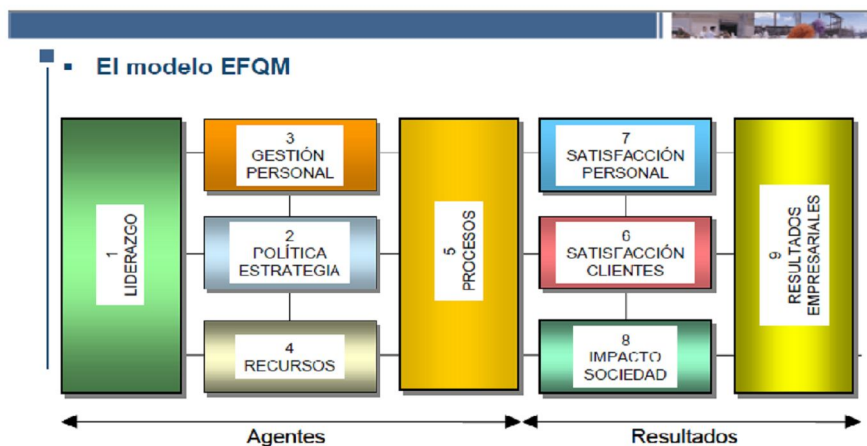 ▪ El modelo EFQM
1
LIDERAZGO
3
GESTIÓN
PERSONAL
2
POLÍTICA
ESTRATEGIA
4
RECURSOS
5
PROCESOS
7
SATISFACCIÓN
PERSONAL
6
SATISFACCIÓN
CLIENTES
8
IMPACTO
SOCIEDAD
9
RESULTADOS
EMPRESARIALES
Agentes
Resultados